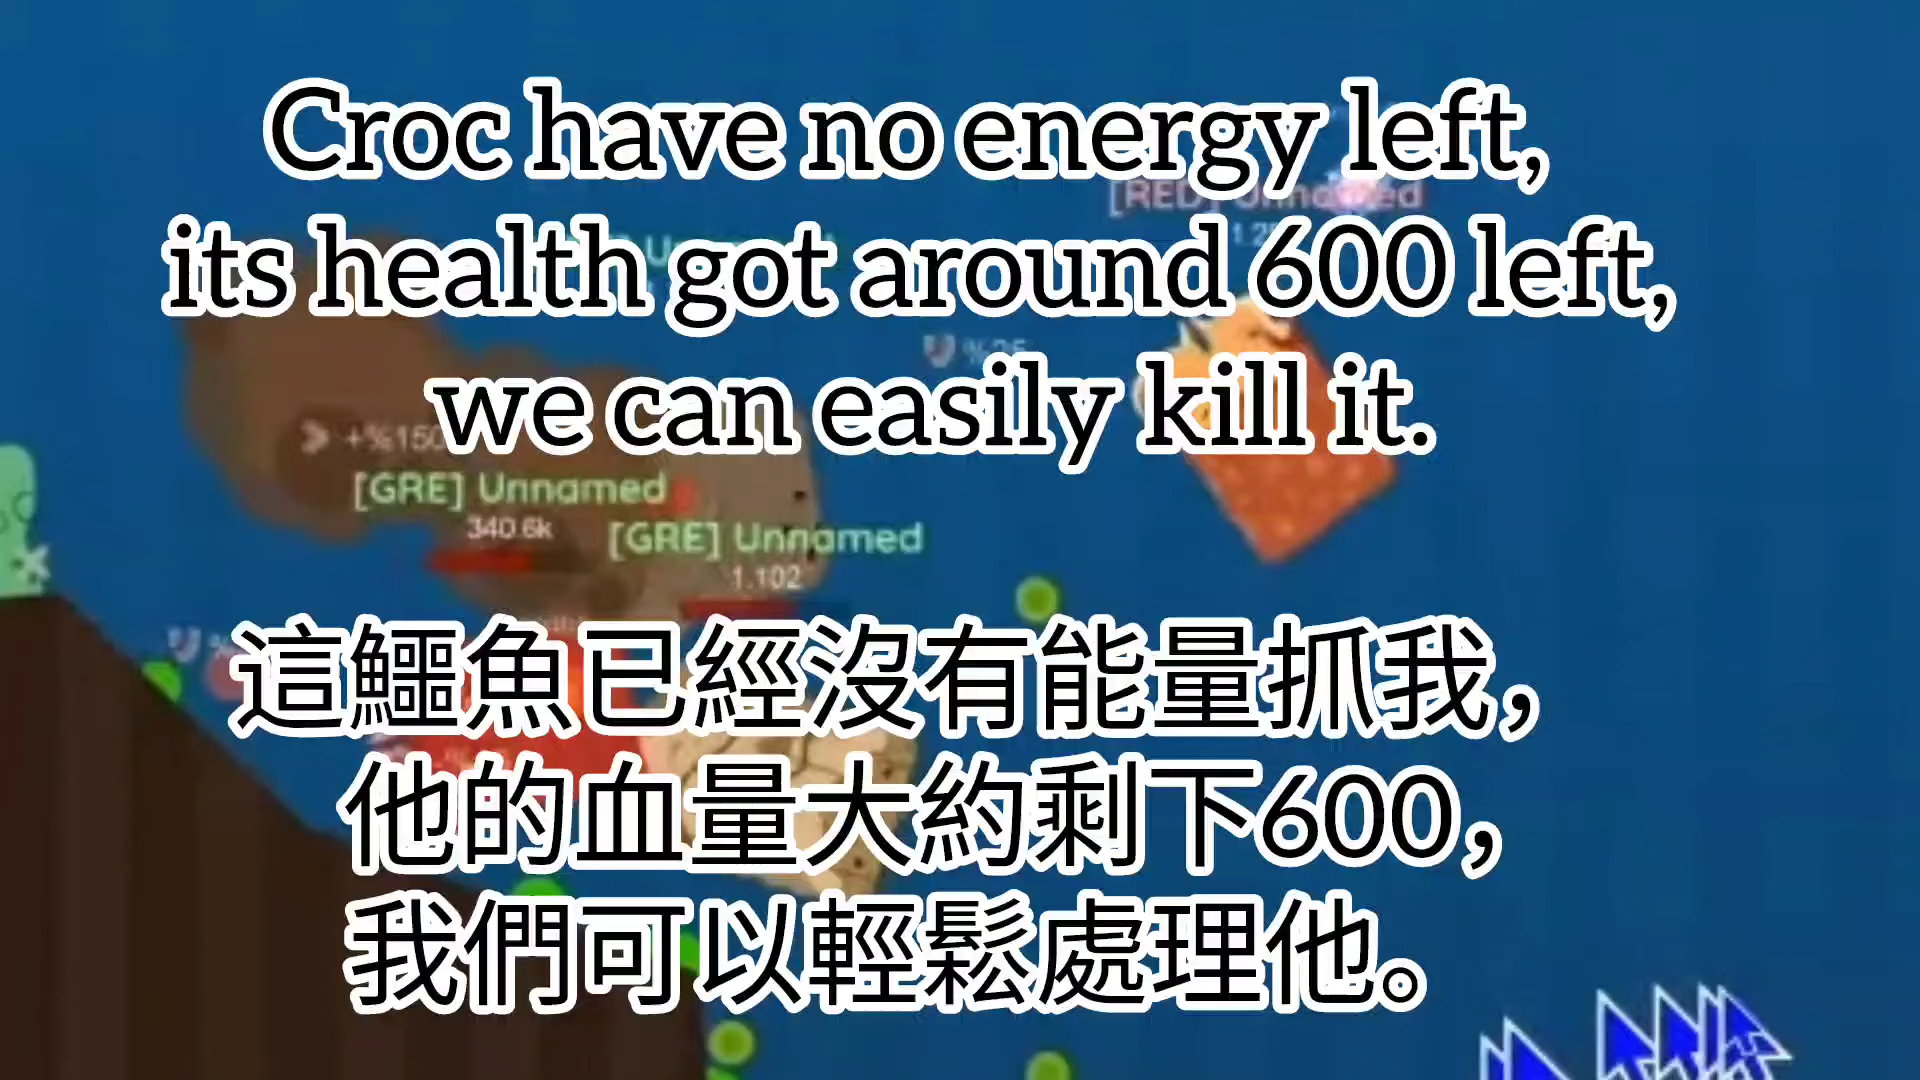 Croc have no energy left,
its health got around 600 left,
we can easily kill it.
[RED] Unnamed
[GRE] Unnamed
340.6k
[GRE] Unnamed
1.102
這鱷魚已經沒有能量抓我，
他的血量大約剩下600，
我們可以輕鬆處理他。